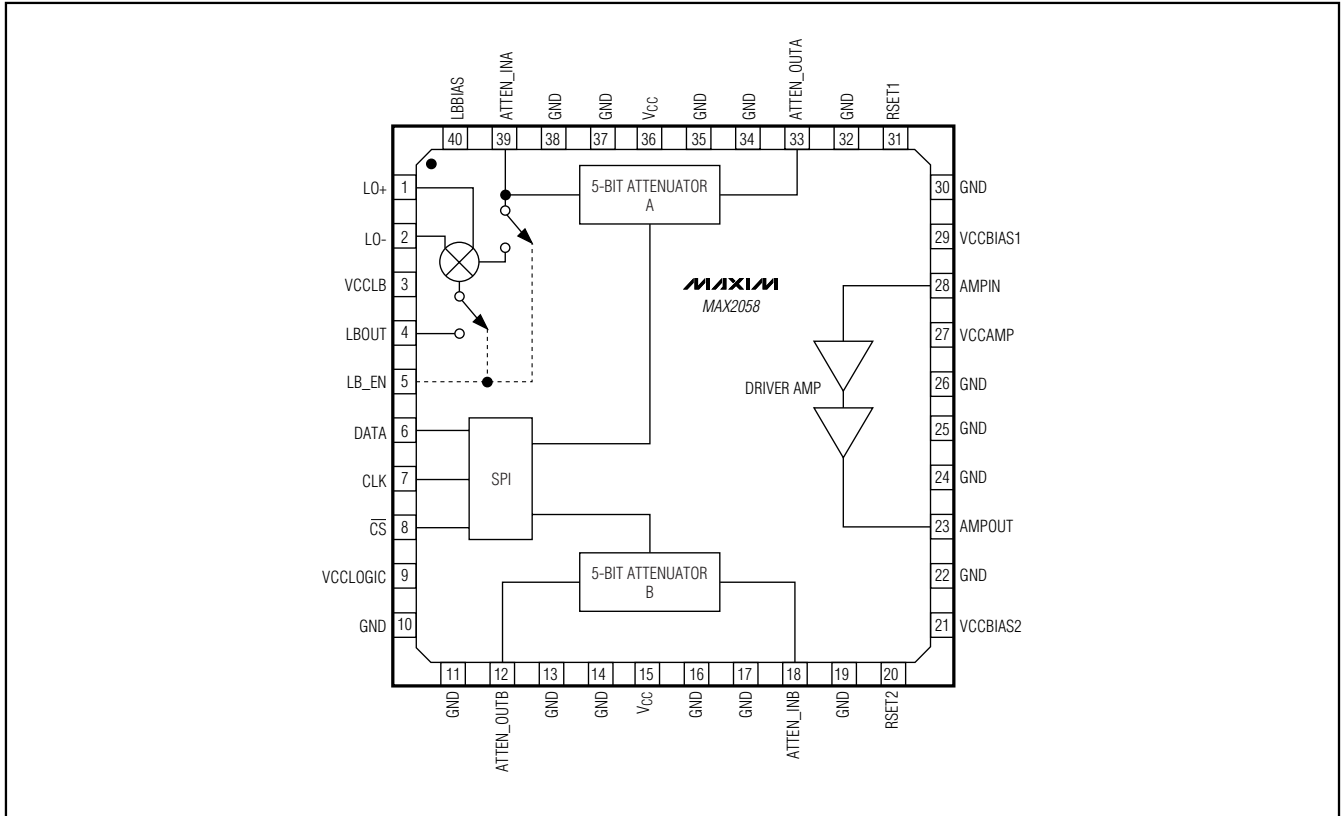 LBBIAS
ATTEN_INA
GND
GND
VCC
GND
GND
ATTEN_OUTA
GND
RSET1
40 39 38 37 36 35 34 33 32 31
LO+ 1
LO- 2
VCCLB 3
LBOUT 4
LB_EN 5
DATA 6
CLK 7
CS 8
VCCLOGIC 9
GND 10
5-BIT ATTENUATOR
A
MAXIM
MAX2058
DRIVER AMP
SPI
5-BIT ATTENUATOR
B
30 GND
29 VCCBIAS1
28 AMPIN
27 VCCAMP
26 GND
25 GND
24 GND
23 AMPOUT
22 GND
21 VCCBIAS2
11 12 13 14 15 16 17 18 19 20
GND
ATTEN_OUTB
GND
GND
VCC
GND
GND
ATTEN_INB
GND
RSET2